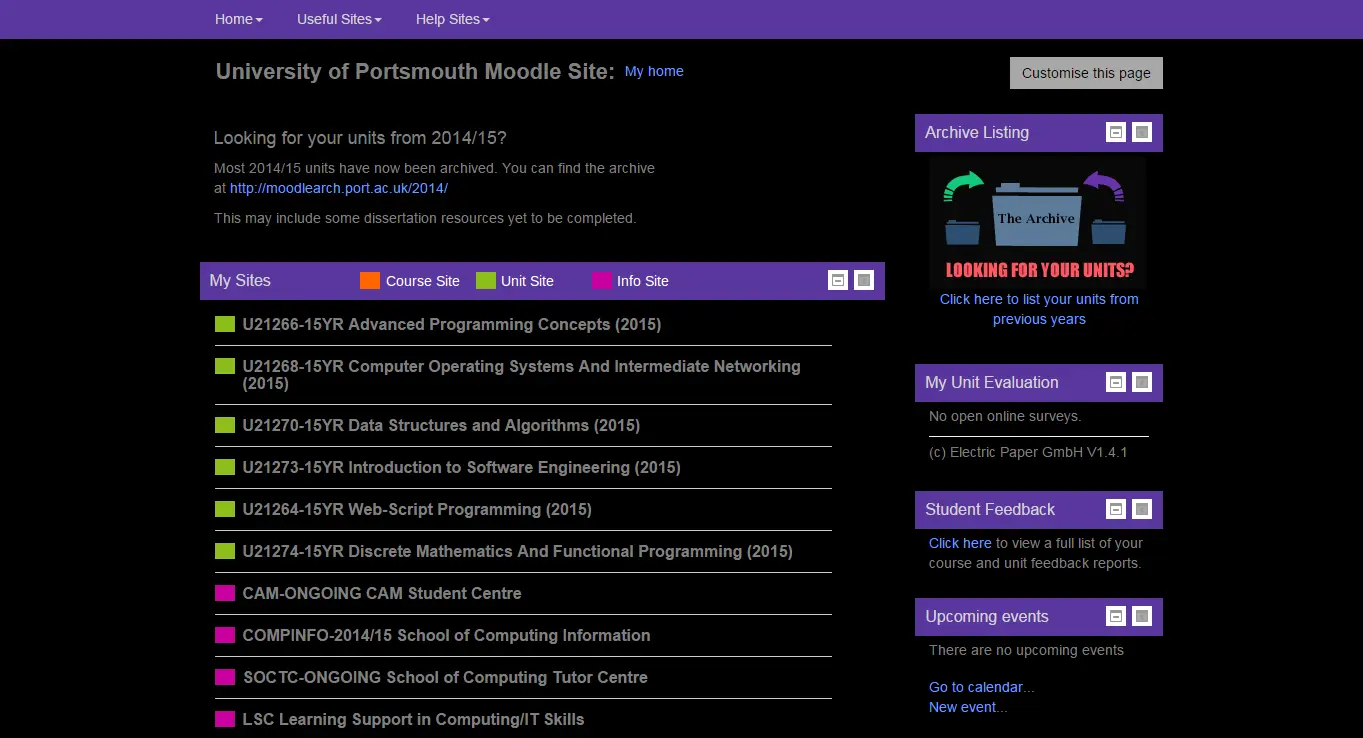 Home Useful Sites Help Sites
University of Portsmouth Moodle Site: My home
Customise this page
Looking for your units from 2014/15?
Most 2014/15 units have now been archived. You can find the archive
at http://moodlearch.port.ac.uk/2014/
This may include some dissertation resources yet to be completed.
My Sites Course Site Unit Site Info Site
U21266-15YR Advanced Programming Concepts (2015)
U21268-15YR Computer Operating Systems And Intermediate Networking
(2015)
U21270-15YR Data Structures and Algorithms (2015)
U21273-15YR Introduction to Software Engineering (2015)
U21264-15YR Web-Script Programming (2015)
U21274-15YR Discrete Mathematics And Functional Programming (2015)
CAM-ONGOING CAM Student Centre
COMPINFO-2014/15 School of Computing Information
SOCTC-ONGOING School of Computing Tutor Centre
LSC Learning Support in Computing/IT Skills
Archive Listing
The Archive
LOOKING FOR YOUR UNITS?
Click here to list your units from
previous years
My Unit Evaluation
No open online surveys.
(c) Electric Paper GmbH V1.4.1
Student Feedback
Click here to view a full list of your
course and unit feedback reports.
Upcoming events
There are no upcoming events
Go to calendar...
New event...